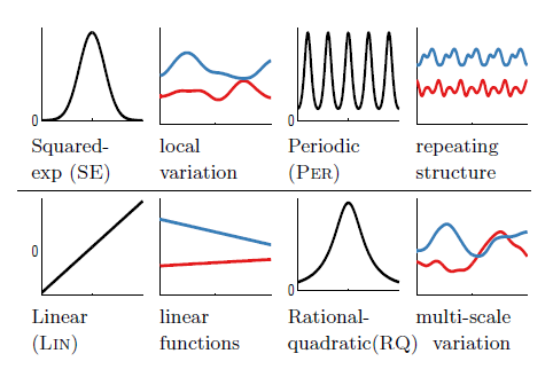 0
0
Squared-
exp (SE)
local
variation
Periodic
(PER)
repeating
structure
0
0
Linear
(LIN)
linear
functions
Rational-
quadratic(RQ)
multi-scale
variation